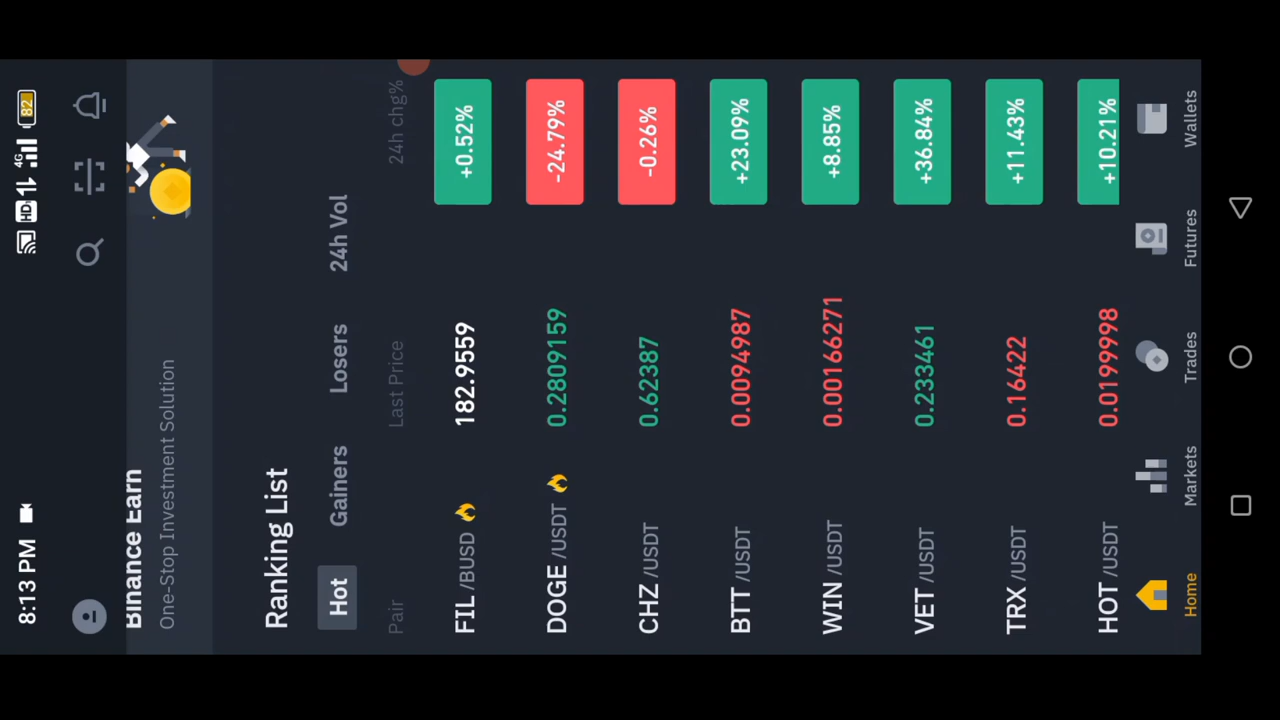 8:13 PM HD 4G 82
Binance Earn
One-Stop Investment Solution
Ranking List
Hot Gainers Losers 24h Vol
Pair Last Price 24h chg%
FIL /BUSD 182.9559 +0.52%
DOGE /USDT 0.2809159 -24.79%
CHZ /USDT 0.62387 -0.26%
BTT /USDT 0.0094987 +23.09%
WIN /USDT 0.00166271 +8.85%
VET /USDT 0.233461 +36.84%
TRX /USDT 0.16422 +11.43%
HOT /USDT 0.0199998 +10.21%
Home Markets Trades Futures Wallets